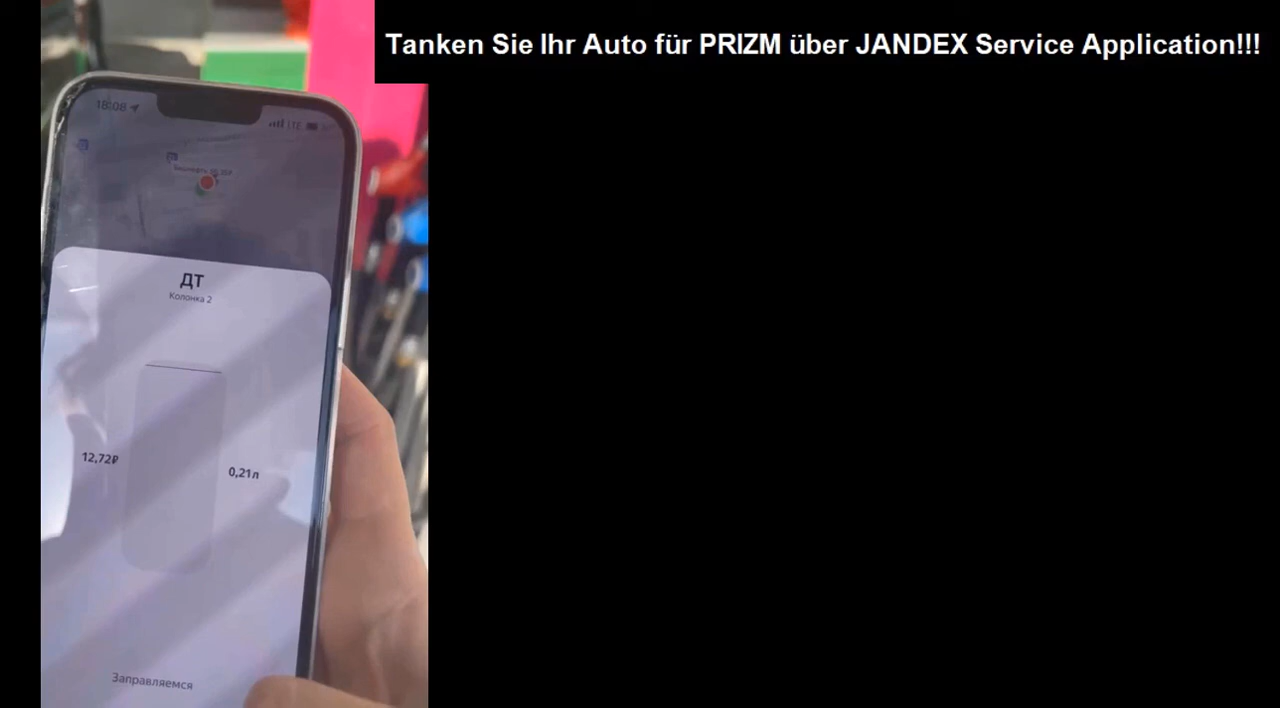 Tanken Sie Ihr Auto für PRIZM über JANDEX Service Application!!!
18:08
LTE
ДТ
Колонка 2
12,72₽
0,21л
Заправляемся